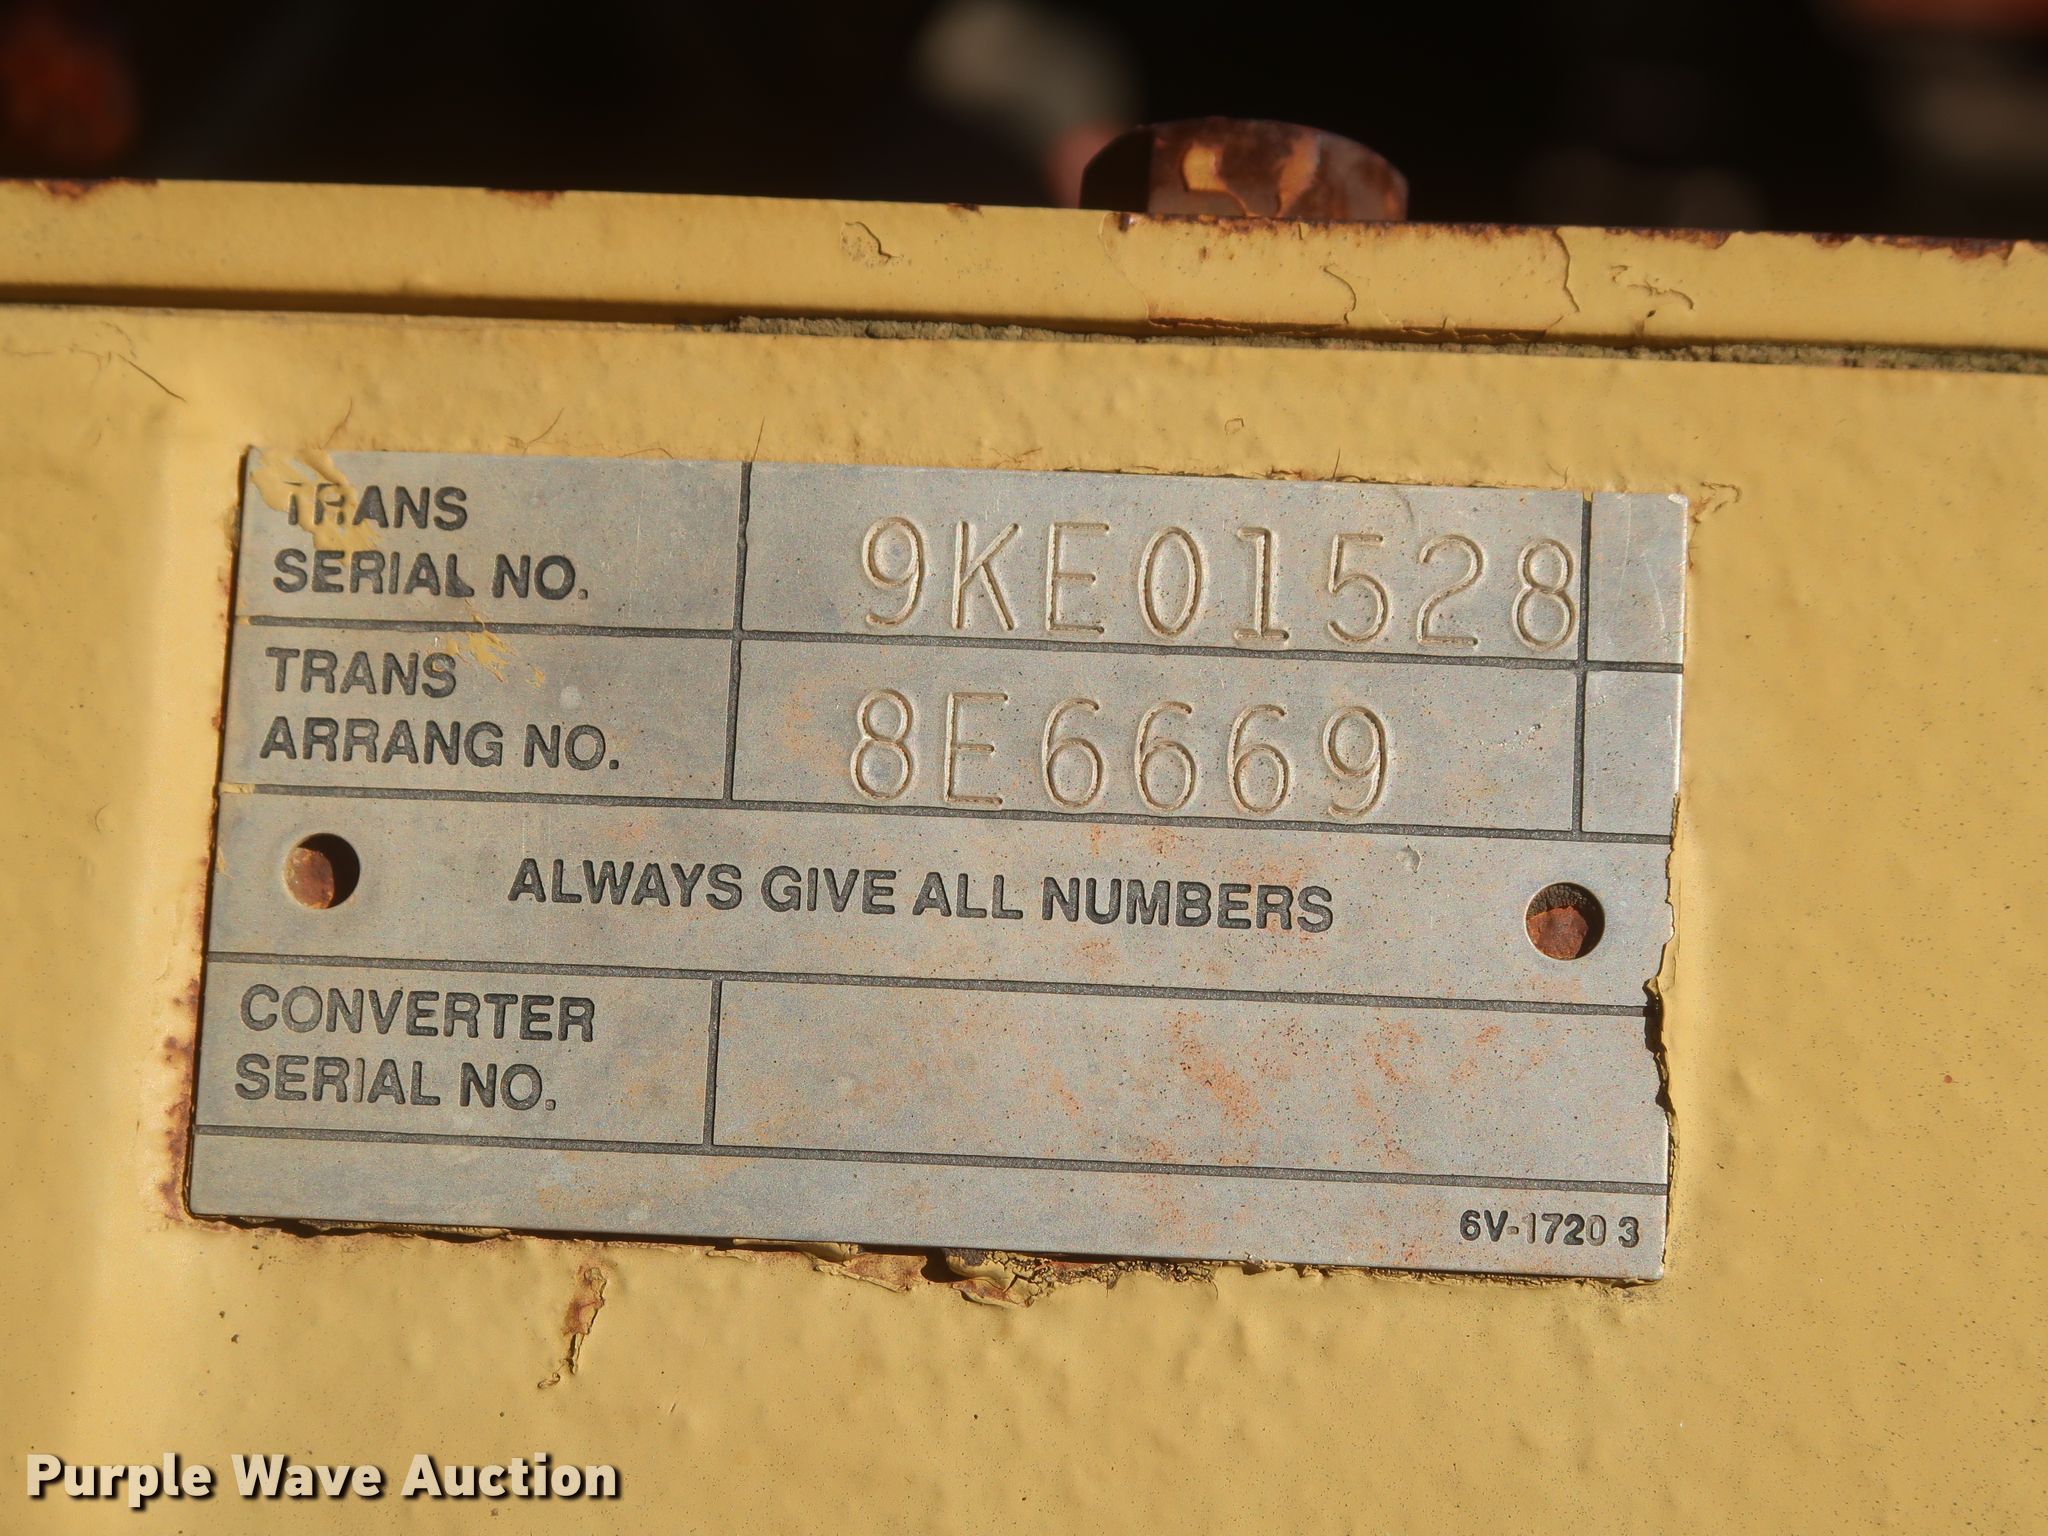 TRANS
SERIAL NO.
9KE01528
TRANS
ARRANG NO.
8E6669
ALWAYS GIVE ALL NUMBERS
CONVERTER
SERIAL NO.
6V-1720 3
Purple Wave Auction